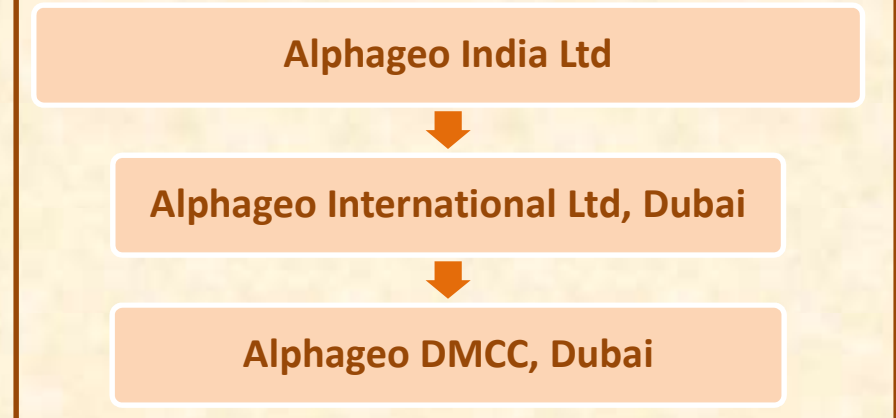 Alphageo India Ltd
Alphageo International Ltd, Dubai
Alphageo DMCC, Dubai